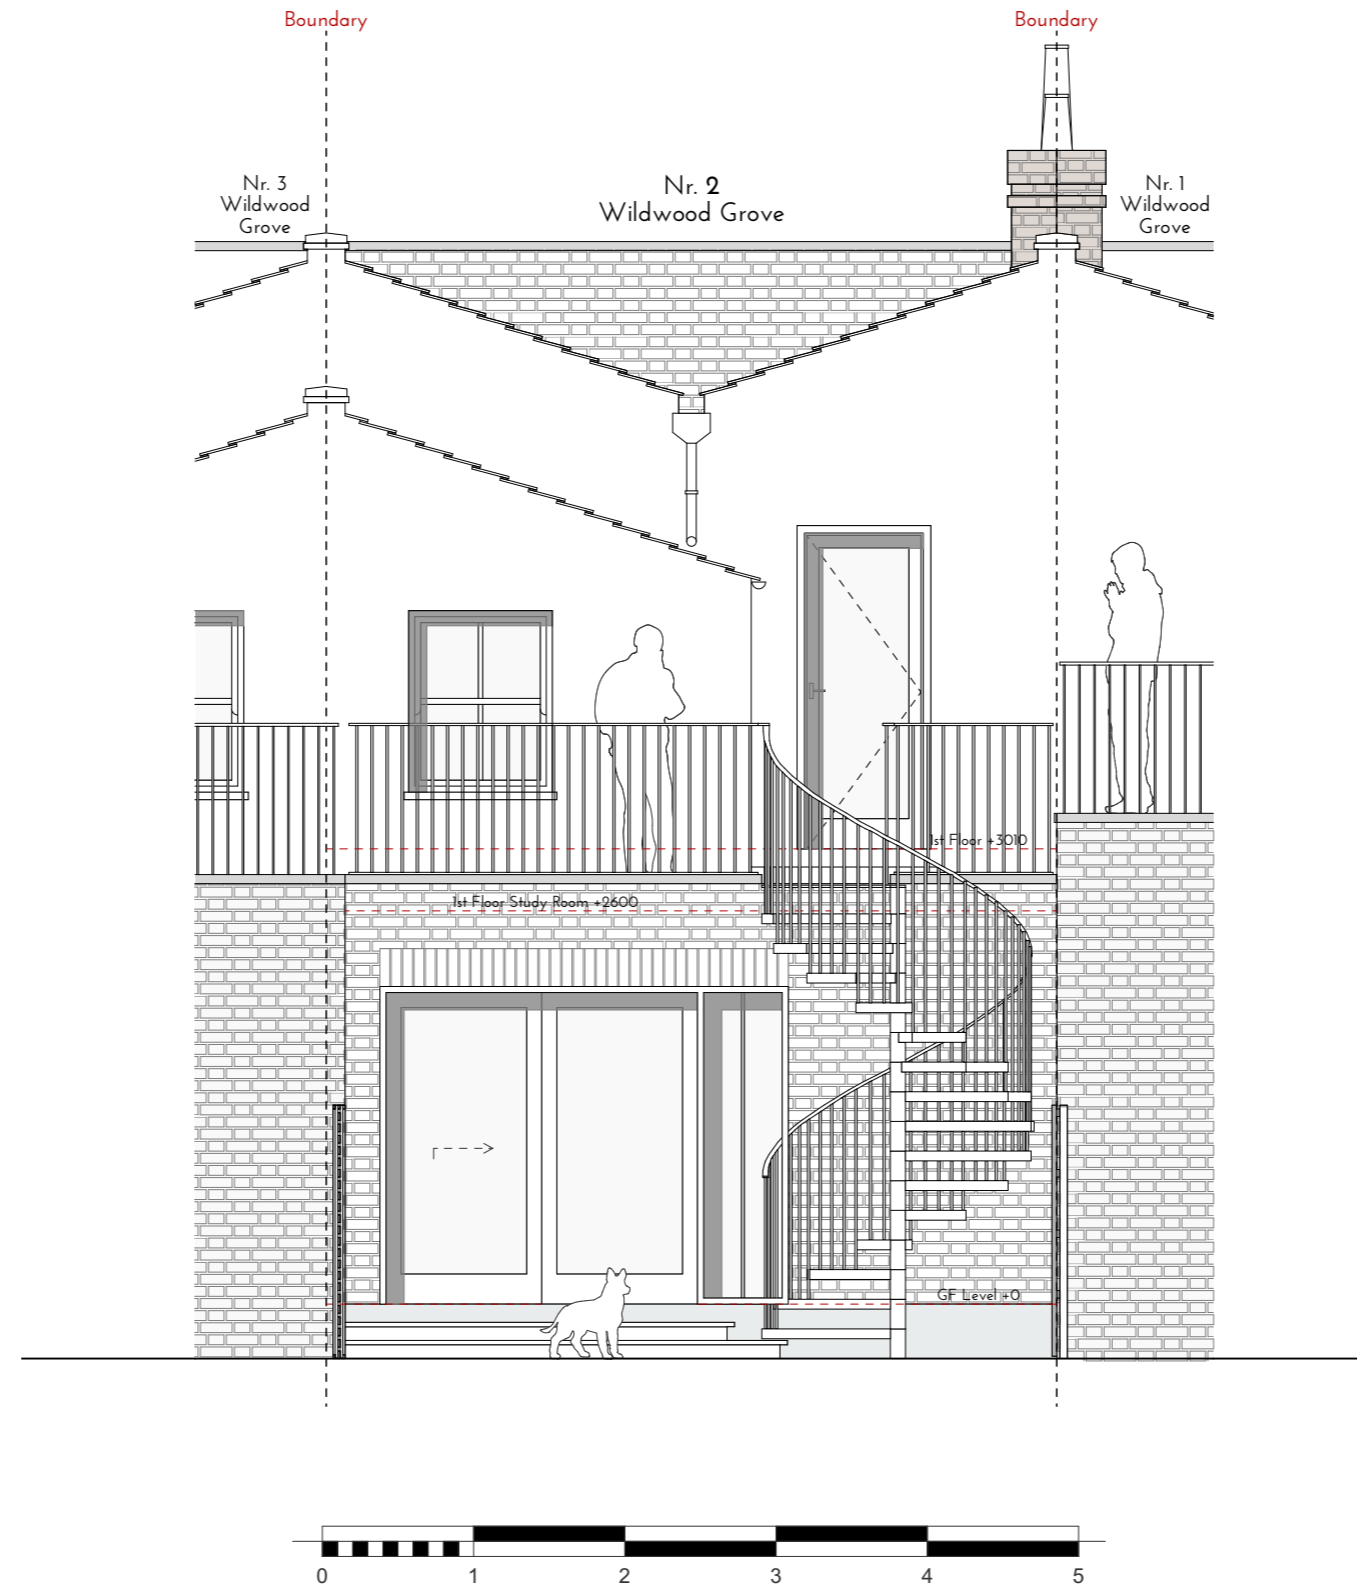 Boundary
Boundary
Nr. 3
Wildwood
Grove
Nr. 2
Wildwood Grove
Nr. 1
Wildwood
Grove
1st Floor +3010
1st Floor Study Room +2600
GF Level +0
0 1 2 3 4 5